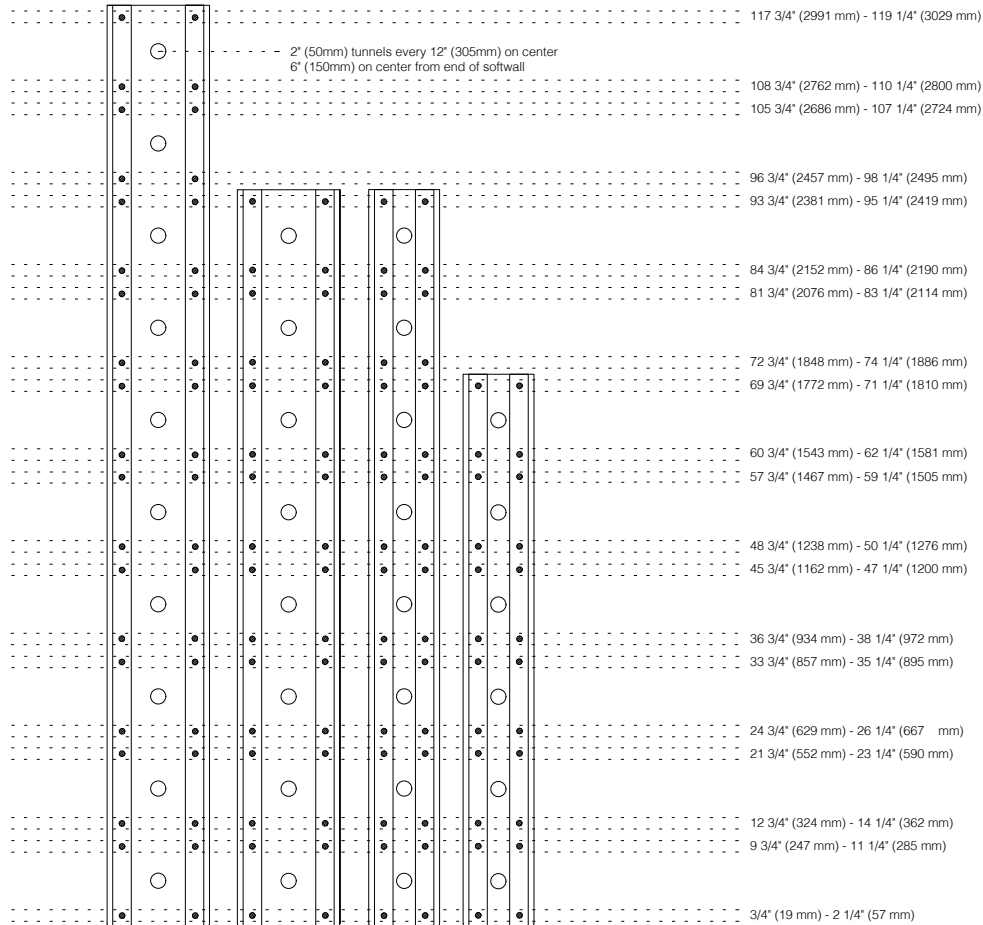 117 3/4" (2991 mm) - 119 1/4" (3029 mm)
2" (50mm) tunnels every 12" (305mm) on center
6" (150mm) on center from end of softwall
108 3/4" (2762 mm) - 110 1/4" (2800 mm)
105 3/4" (2686 mm) - 107 1/4" (2724 mm)
96 3/4" (2457 mm) - 98 1/4" (2495 mm)
93 3/4" (2381 mm) - 95 1/4" (2419 mm)
84 3/4" (2152 mm) - 86 1/4" (2190 mm)
81 3/4" (2076 mm) - 83 1/4" (2114 mm)
72 3/4" (1848 mm) - 74 1/4" (1886 mm)
69 3/4" (1772 mm) - 71 1/4" (1810 mm)
60 3/4" (1543 mm) - 62 1/4" (1581 mm)
57 3/4" (1467 mm) - 59 1/4" (1505 mm)
48 3/4" (1238 mm) - 50 1/4" (1276 mm)
45 3/4" (1162 mm) - 47 1/4" (1200 mm)
36 3/4" (934 mm) - 38 1/4" (972 mm)
33 3/4" (857 mm) - 35 1/4" (895 mm)
24 3/4" (629 mm) - 26 1/4" (667 mm)
21 3/4" (552 mm) - 23 1/4" (590 mm)
12 3/4" (324 mm) - 14 1/4" (362 mm)
9 3/4" (247 mm) - 11 1/4" (285 mm)
3/4" (19 mm) - 2 1/4" (57 mm)